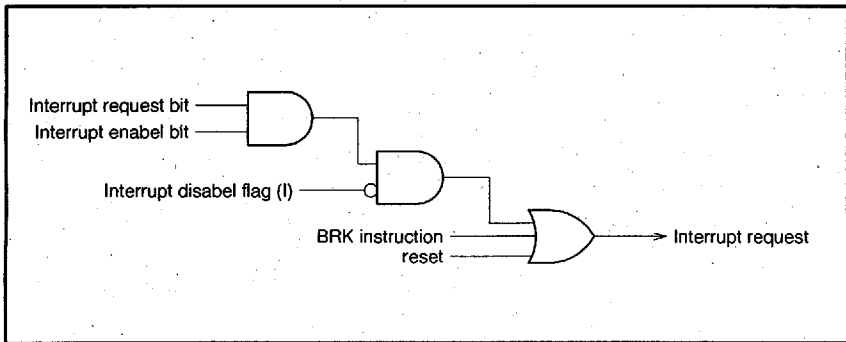 Interrupt request bit
Interrupt enabel blt
Interrupt disabel flag (I)
BRK instruction
reset
Interrupt request